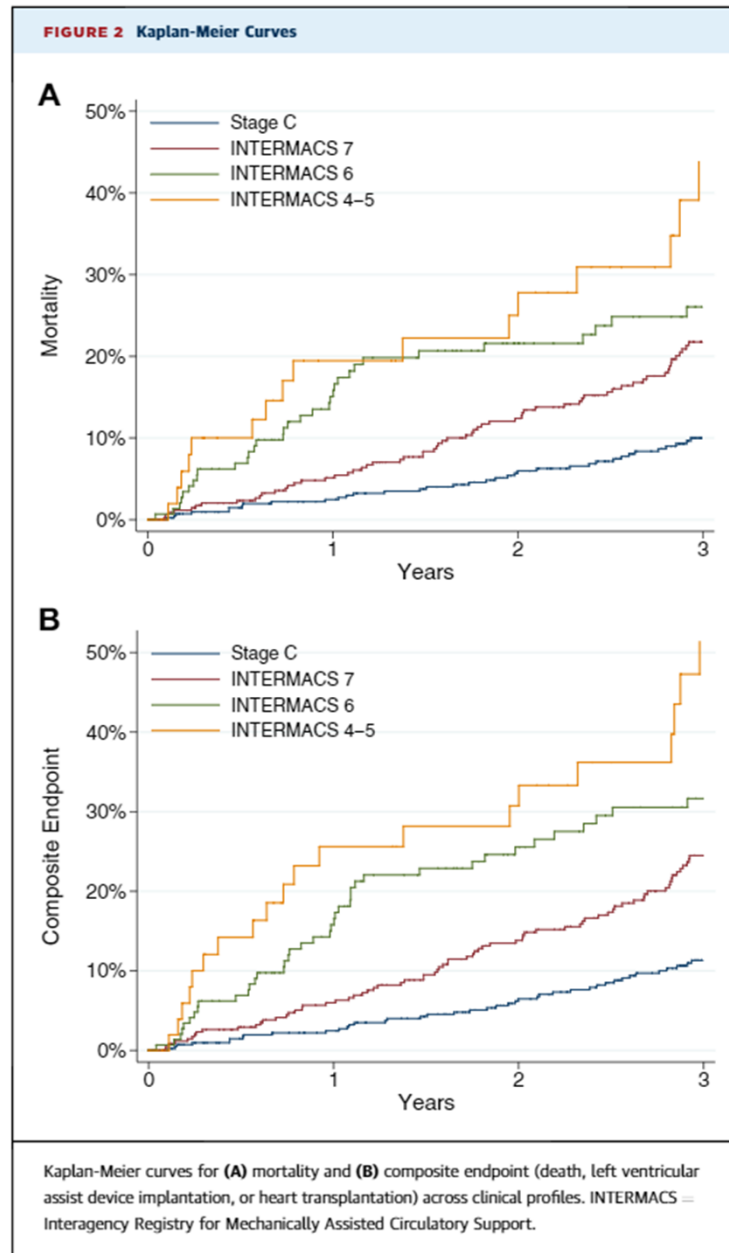 FIGURE 2 Kaplan-Meier Curves
A
50%
40%
30%
20%
10%
0%
Mortality
Stage C
INTERMACS 7
INTERMACS 6
INTERMACS 4–5
0 1 2 3
Years
B
50%
40%
30%
20%
10%
0%
Composite Endpoint
Stage C
INTERMACS 7
INTERMACS 6
INTERMACS 4–5
0 1 2 3
Years
Kaplan-Meier curves for (A) mortality and (B) composite endpoint (death, left ventricular
assist device implantation, or heart transplantation) across clinical profiles. INTERMACS =
Interagency Registry for Mechanically Assisted Circulatory Support.